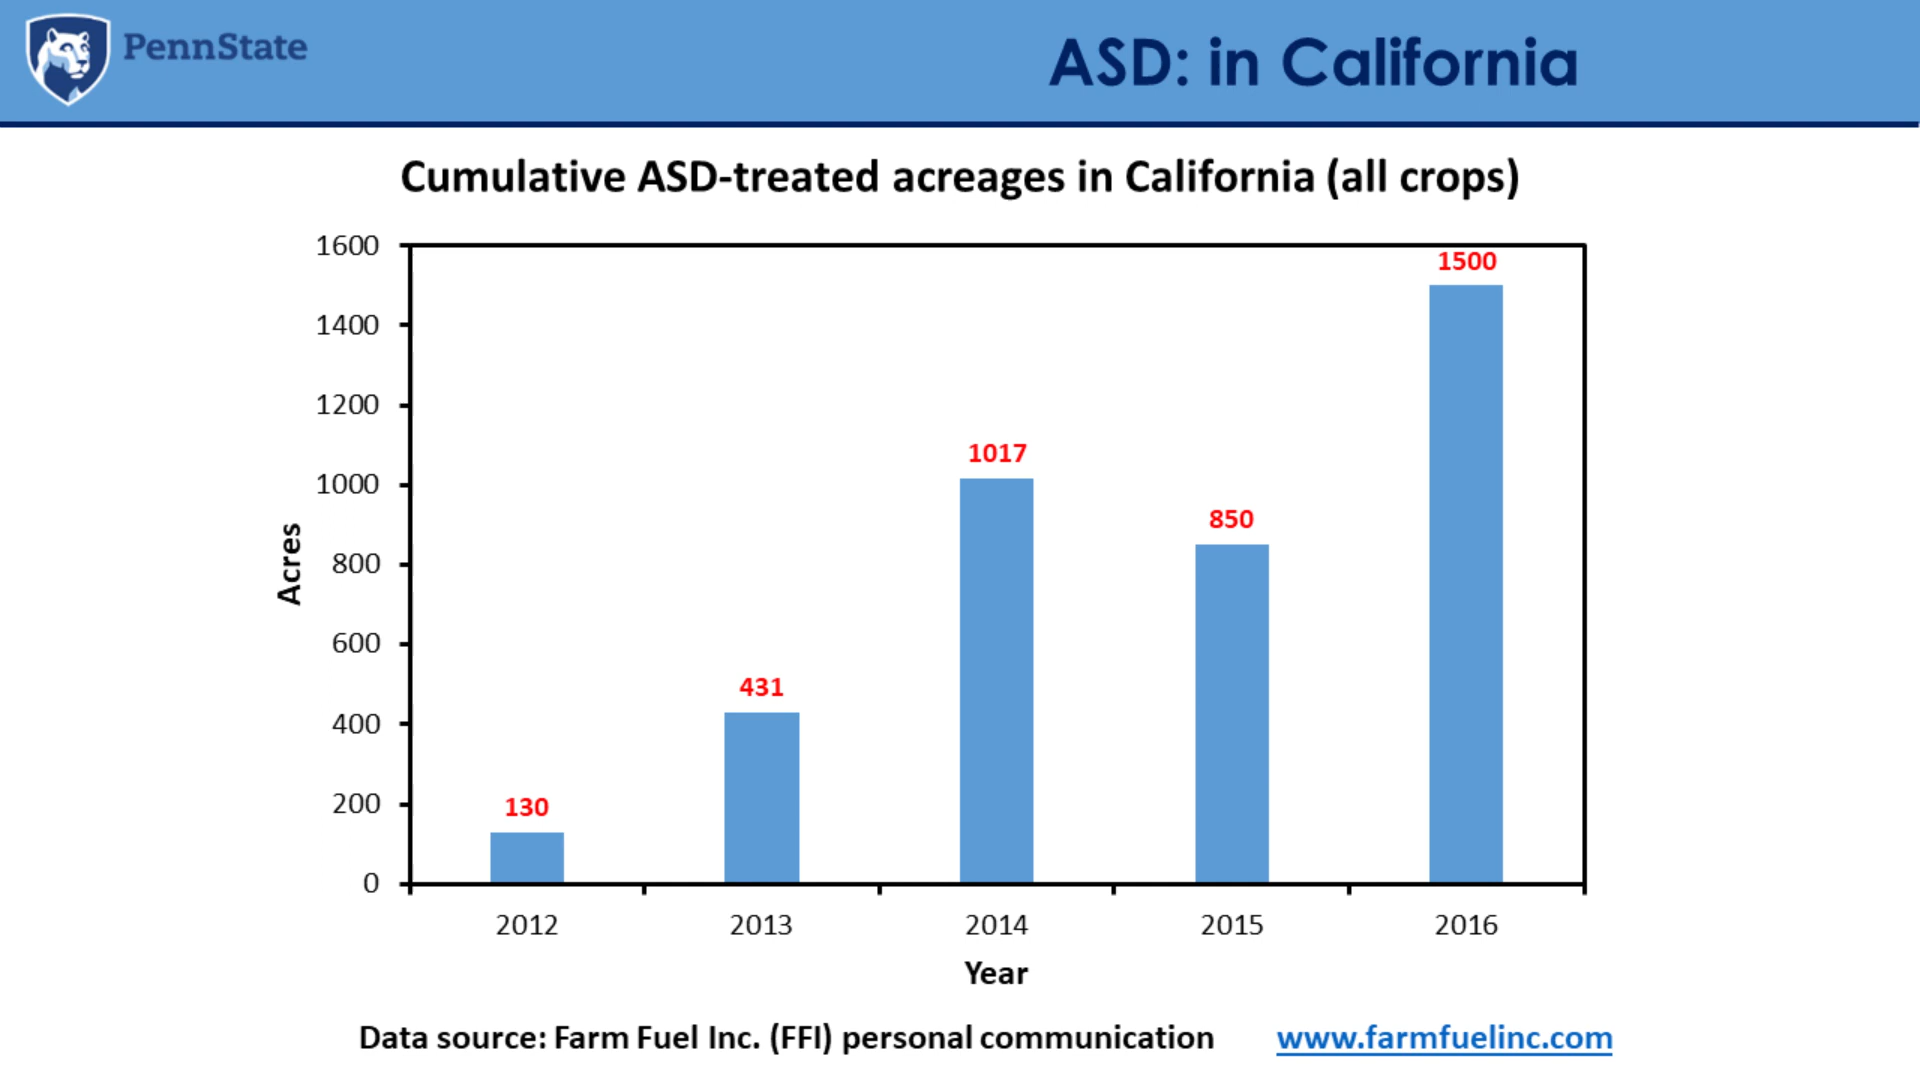 PennState
ASD: in California
Cumulative ASD-treated acreages in California (all crops)
1600
1400
1200
1000
800
600
400
200
0
Acres
130
431
1017
850
1500
2012 2013 2014 2015 2016
Year
Data source: Farm Fuel Inc. (FFI) personal communication www.farmfuelinc.com